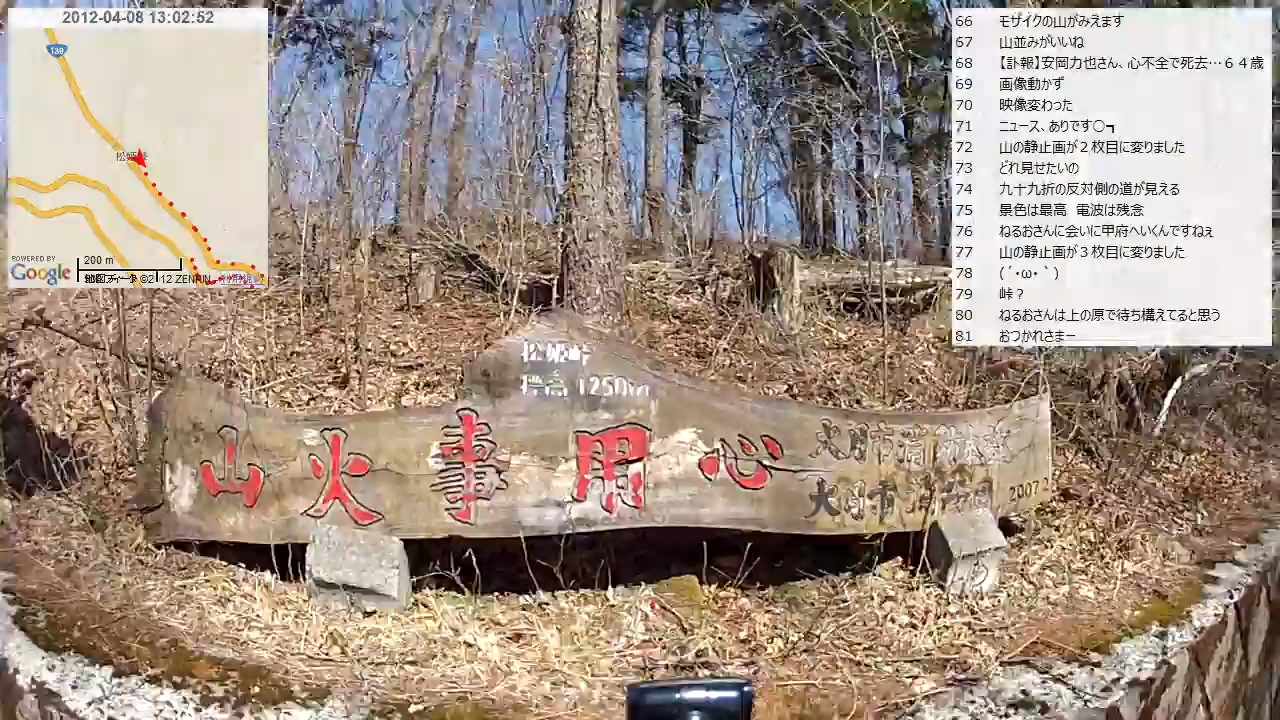 2012-04-08 13:02:52
139
松姫峠
200 m
POWERED BY
Google
地図データ ©2012 ZENRIN
66 モザイクの山がみえます
67 山並みがいいね
68 【訃報】安岡力也さん、心不全で死去…６４歳
69 画像動かず
70 映像変わった
71 ニュース、ありです○┓
72 山の静止画が２枚目に変りました
73 どれ見せたいの
74 九十九折の反対側の道が見える
75 景色は最高 電波は残念
76 ねるおさんに会いに甲府へいくんですねぇ
77 山の静止画が３枚目に変わりました
78 (´･ω･｀)
79 峠？
80 ねるおさんは上の原で待ち構えてると思う
81 おつかれさまー
松姫峠
標高 1250m
山火事用心
大月市消防本部
大月市消防団
2007.2